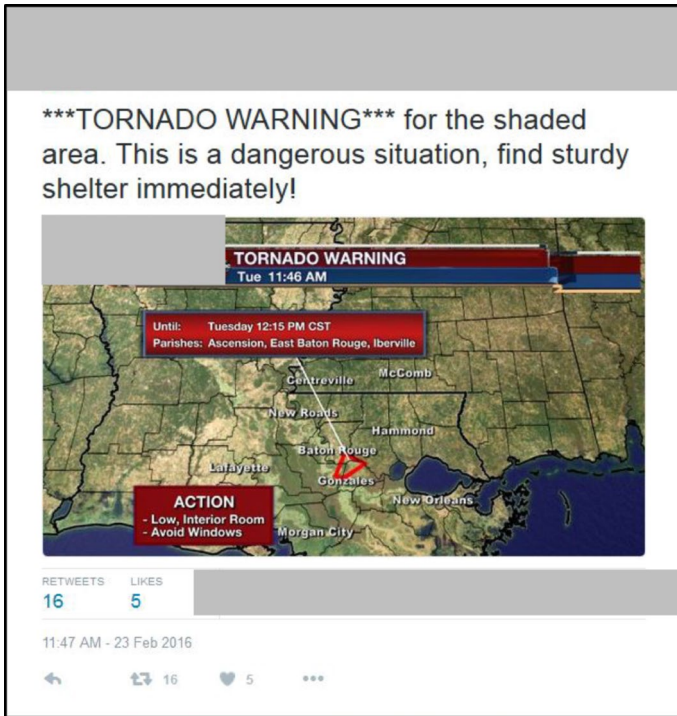 ***TORNADO WARNING*** for the shaded
area. This is a dangerous situation, find sturdy
shelter immediately!
TORNADO WARNING
Tue 11:46 AM
Until: Tuesday 12:15 PM CST
Parishes: Ascension, East Baton Rouge, Iberville
Centreville
McComb
New Roads
Hammond
Baton Rouge
Lafayette
Gonzales
New Orleans
ACTION
- Low, Interior Room
- Avoid Windows
Morgan City
RETWEETS LIKES
16 5
11:47 AM - 23 Feb 2016
16 5